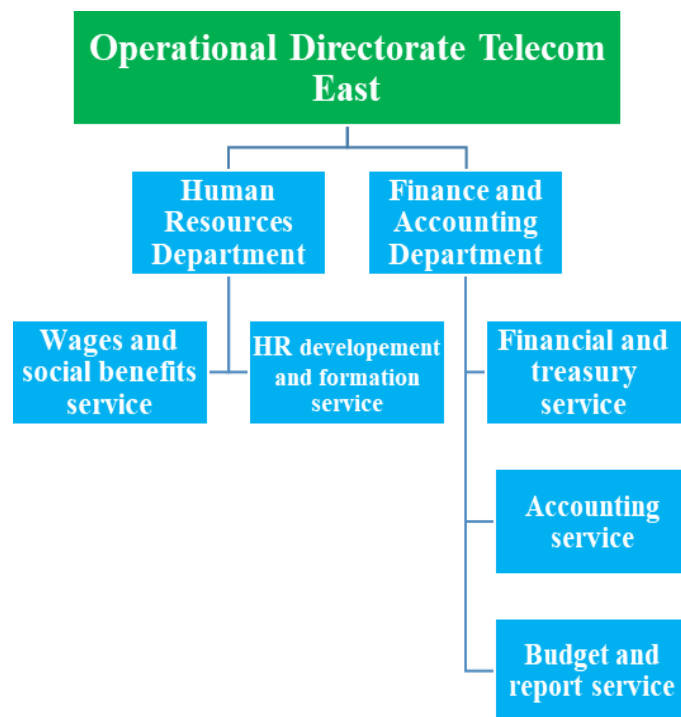 Operational Directorate Telecom
East
Human
Resources
Department
Finance and
Accounting
Department
Wages and
social benefits
service
HR developement
and formation
service
Financial and
treasury
service
Accounting
service
Budget and
report service